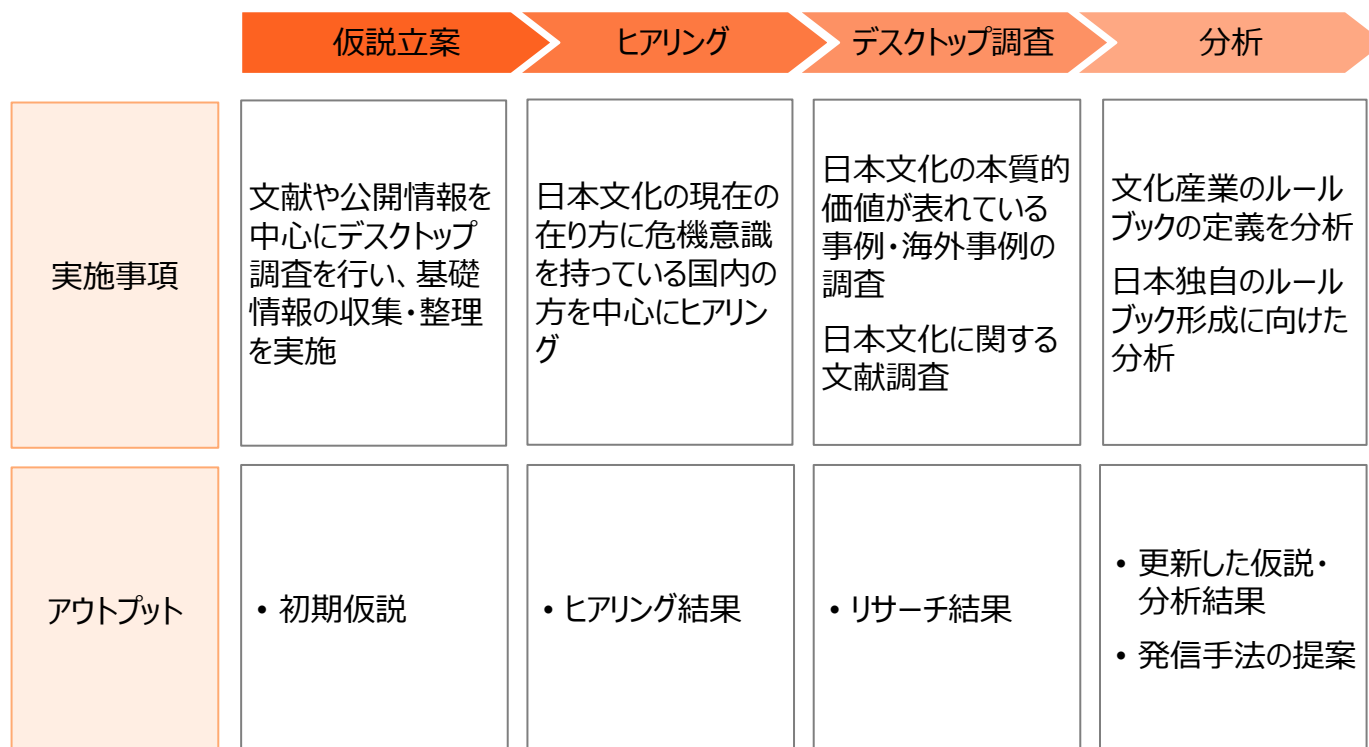 仮説立案
ヒアリング
デスクトップ調査
分析
実施事項
文献や公開情報を
中心にデスクトップ
調査を行い、基礎
情報の収集・整理
を実施
日本文化の現在の
在り方に危機意識
を持っている国内の
方を中心にヒアリン
グ
日本文化の本質的
価値が表れている
事例・海外事例の
調査
日本文化に関する
文献調査
文化産業のルール
ブックの定義を分析
日本独自のルール
ブック形成に向けた
分析
アウトプット
• 初期仮説
• ヒアリング結果
• リサーチ結果
• 更新した仮説・
分析結果
• 発信手法の提案